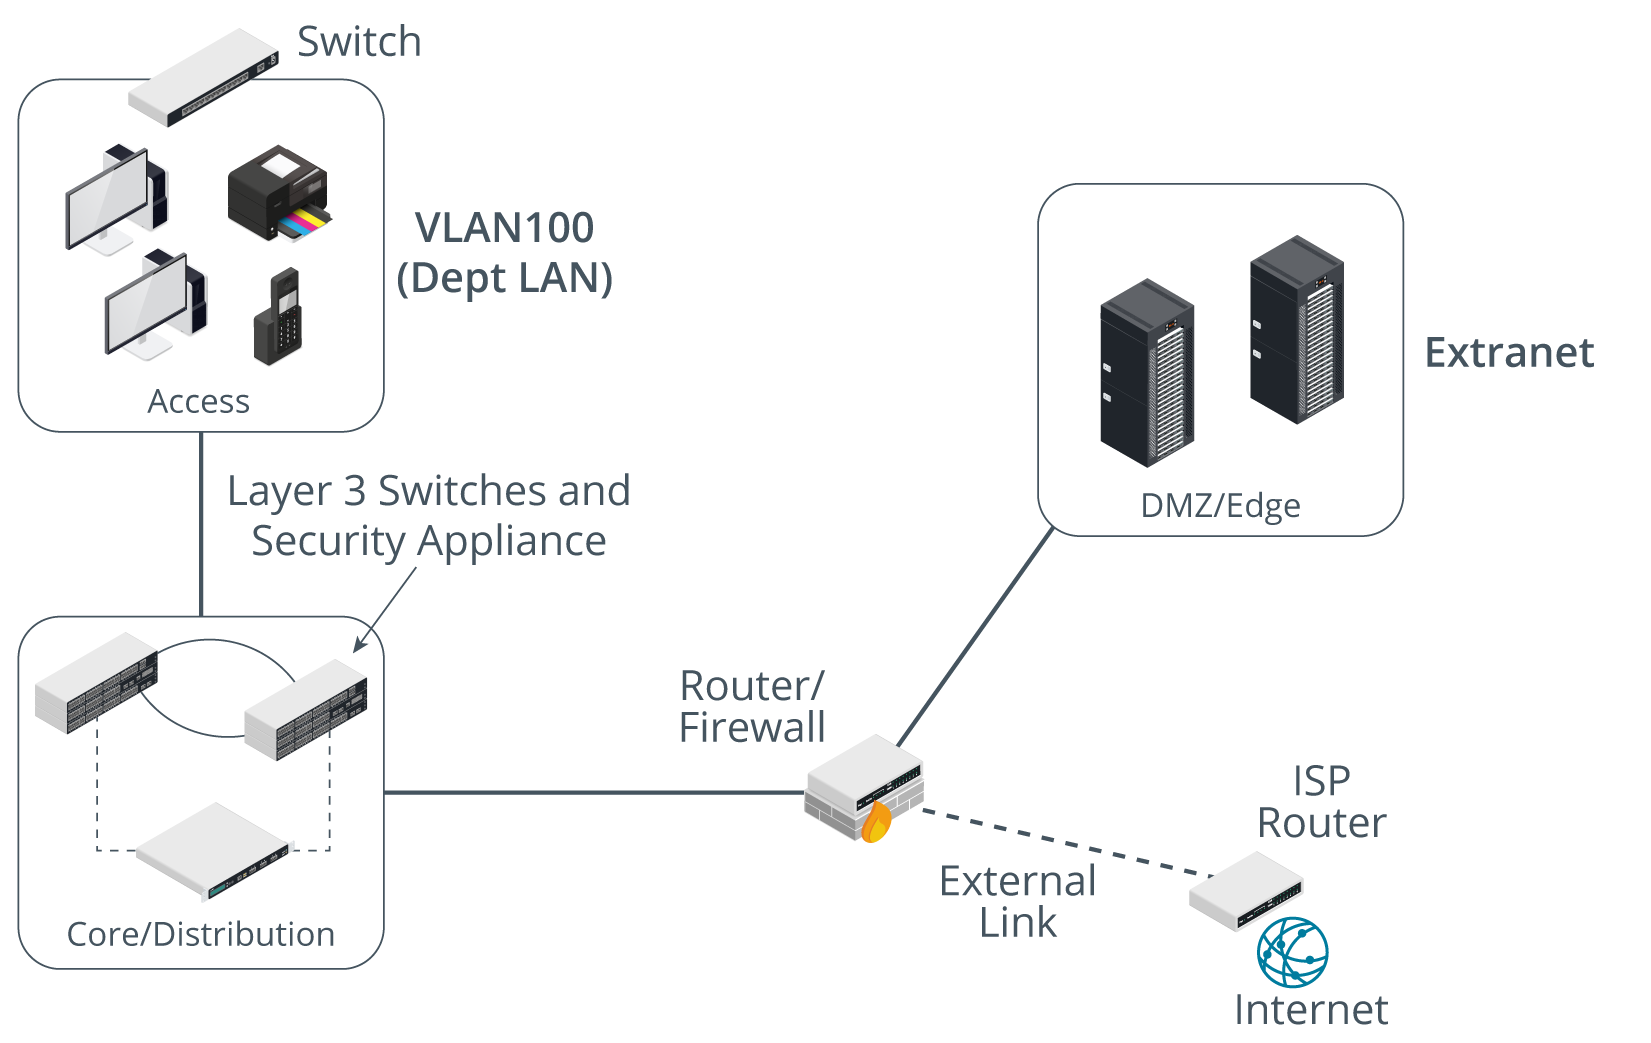 Switch
VLAN100
(Dept LAN)
Access
Layer 3 Switches and
Security Appliance
Core/Distribution
Router/
Firewall
Extranet
DMZ/Edge
External
Link
ISP
Router
Internet